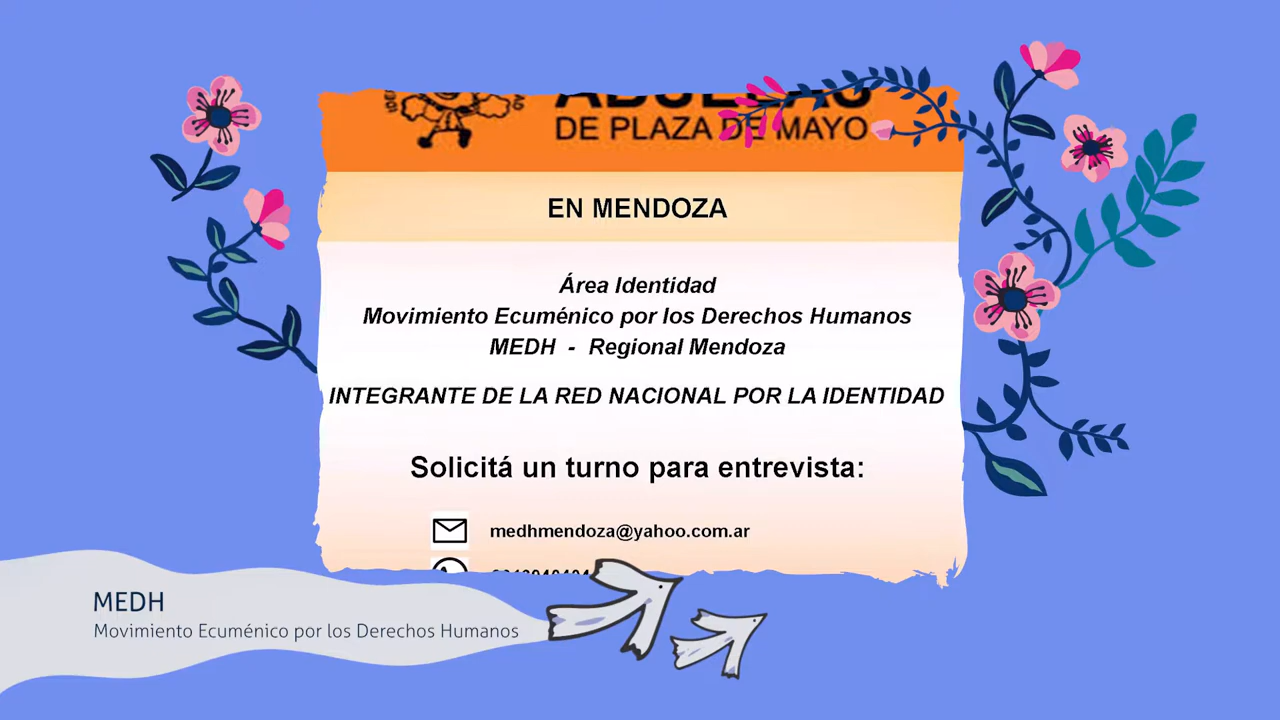 ABUELAS
DE PLAZA DE MAYO
EN MENDOZA
Área Identidad
Movimiento Ecuménico por los Derechos Humanos
MEDH - Regional Mendoza
INTEGRANTE DE LA RED NACIONAL POR LA IDENTIDAD
Solicitá un turno para entrevista:
medhmendoza@yahoo.com.ar
MEDH
Movimiento Ecuménico por los Derechos Humanos